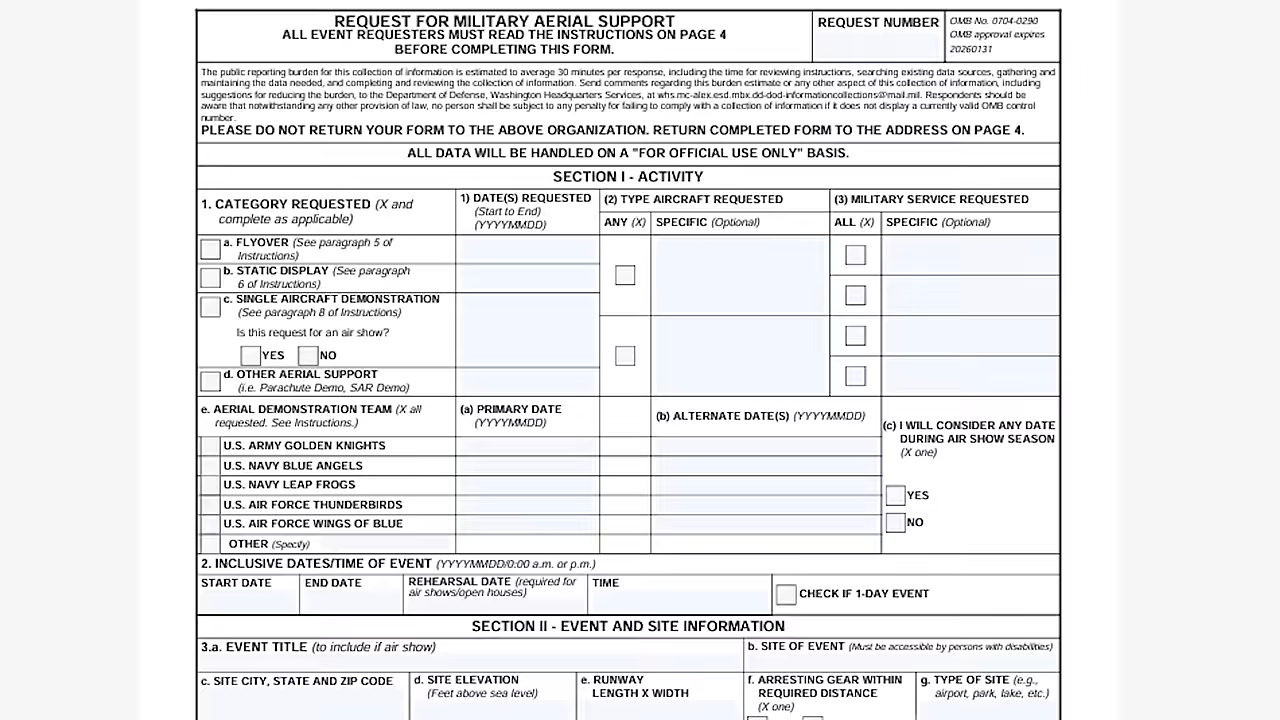 REQUEST FOR MILITARY AERIAL SUPPORT
ALL EVENT REQUESTERS MUST READ THE INSTRUCTIONS ON PAGE 4
BEFORE COMPLETING THIS FORM.
REQUEST NUMBER
OMB No. 0704-0290
OMB approval expires
20260131
The public reporting burden for this collection of information is estimated to average 30 minutes per response, including the time for reviewing instructions, searching existing data sources, gathering and
maintaining the data needed, and completing and reviewing the collection of information. Send comments regarding this burden estimate or any other aspect of this collection of information, including
suggestions for reducing the burden, to the Department of Defense, Washington Headquarters Services, at whs.mc-alex.esd.mbx.dd-dod-informationcollections@mail.mil. Respondents should be
aware that notwithstanding any other provision of law, no person shall be subject to any penalty for failing to comply with a collection of information if it does not display a currently valid OMB control
number.
PLEASE DO NOT RETURN YOUR FORM TO THE ABOVE ORGANIZATION. RETURN COMPLETED FORM TO THE ADDRESS ON PAGE 4.
ALL DATA WILL BE HANDLED ON A "FOR OFFICIAL USE ONLY" BASIS.
SECTION I - ACTIVITY
1. CATEGORY REQUESTED (X and
complete as applicable)
1) DATE(S) REQUESTED
(Start to End)
(YYYYMMDD)
(2) TYPE AIRCRAFT REQUESTED
ANY (X)
SPECIFIC (Optional)
(3) MILITARY SERVICE REQUESTED
ALL (X)
SPECIFIC (Optional)
a. FLYOVER (See paragraph 5 of
Instructions)
b. STATIC DISPLAY (See paragraph
6 of Instructions)
c. SINGLE AIRCRAFT DEMONSTRATION
(See paragraph 8 of Instructions)
Is this request for an air show?
YES NO
d. OTHER AERIAL SUPPORT
(i.e. Parachute Demo, SAR Demo)
e. AERIAL DEMONSTRATION TEAM (X all
requested. See Instructions.)
(a) PRIMARY DATE
(YYYYMMDD)
(b) ALTERNATE DATE(S) (YYYYMMDD)
(c) I WILL CONSIDER ANY DATE
DURING AIR SHOW SEASON
(X one)
YES
NO
U.S. ARMY GOLDEN KNIGHTS
U.S. NAVY BLUE ANGELS
U.S. NAVY LEAP FROGS
U.S. AIR FORCE THUNDERBIRDS
U.S. AIR FORCE WINGS OF BLUE
OTHER (Specify)
2. INCLUSIVE DATES/TIME OF EVENT (YYYYMMDD/0:00 a.m. or p.m.)
START DATE
END DATE
REHEARSAL DATE (required for
air shows/open houses)
TIME
CHECK IF 1-DAY EVENT
SECTION II - EVENT AND SITE INFORMATION
3.a. EVENT TITLE (to include if air show)
b. SITE OF EVENT (Must be accessible by persons with disabilities)
c. SITE CITY, STATE AND ZIP CODE
d. SITE ELEVATION
(Feet above sea level)
e. RUNWAY
LENGTH X WIDTH
f. ARRESTING GEAR WITHIN
REQUIRED DISTANCE
(X one)
g. TYPE OF SITE (e.g.,
airport, park, lake, etc.)